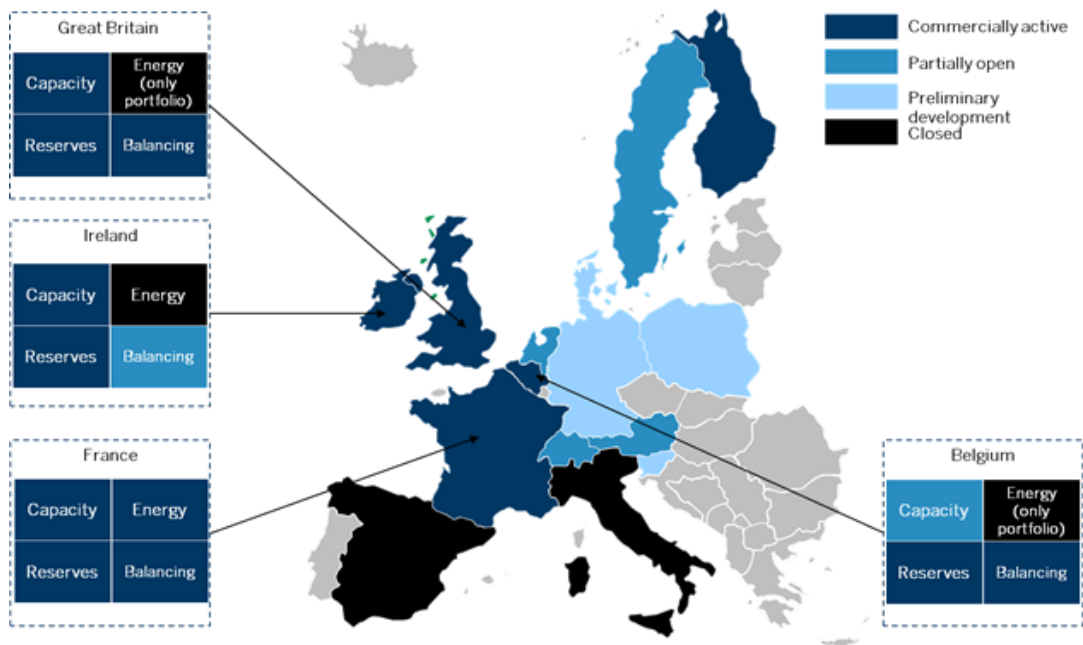 Great Britain
Capacity
Energy
(only
portfolio)
Reserves
Balancing
Ireland
Capacity
Energy
Reserves
Balancing
France
Capacity
Energy
Reserves
Balancing
Commercially active
Partially open
Preliminary
development
Closed
Belgium
Capacity
Energy
(only
portfolio)
Reserves
Balancing